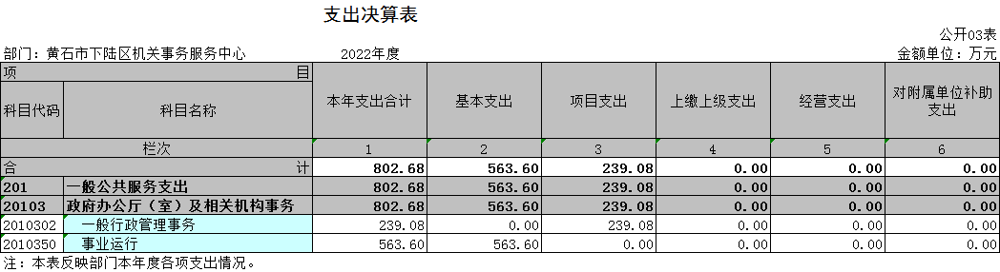 支出决算表
公开03表
部门：黄石市下陆区机关事务服务中心 2022年度 金额单位：万元
项 目 本年支出合计 基本支出 项目支出 上缴上级支出 经营支出 对附属单位补助支出
科目代码 科目名称
栏次 1 2 3 4 5 6
合 计 802.68 563.60 239.08 0.00 0.00 0.00
201 一般公共服务支出 802.68 563.60 239.08 0.00 0.00 0.00
20103 政府办公厅（室）及相关机构事务 802.68 563.60 239.08 0.00 0.00 0.00
2010302 一般行政管理事务 239.08 0.00 239.08 0.00 0.00 0.00
2010350 事业运行 563.60 563.60 0.00 0.00 0.00 0.00
注：本表反映部门本年度各项支出情况。